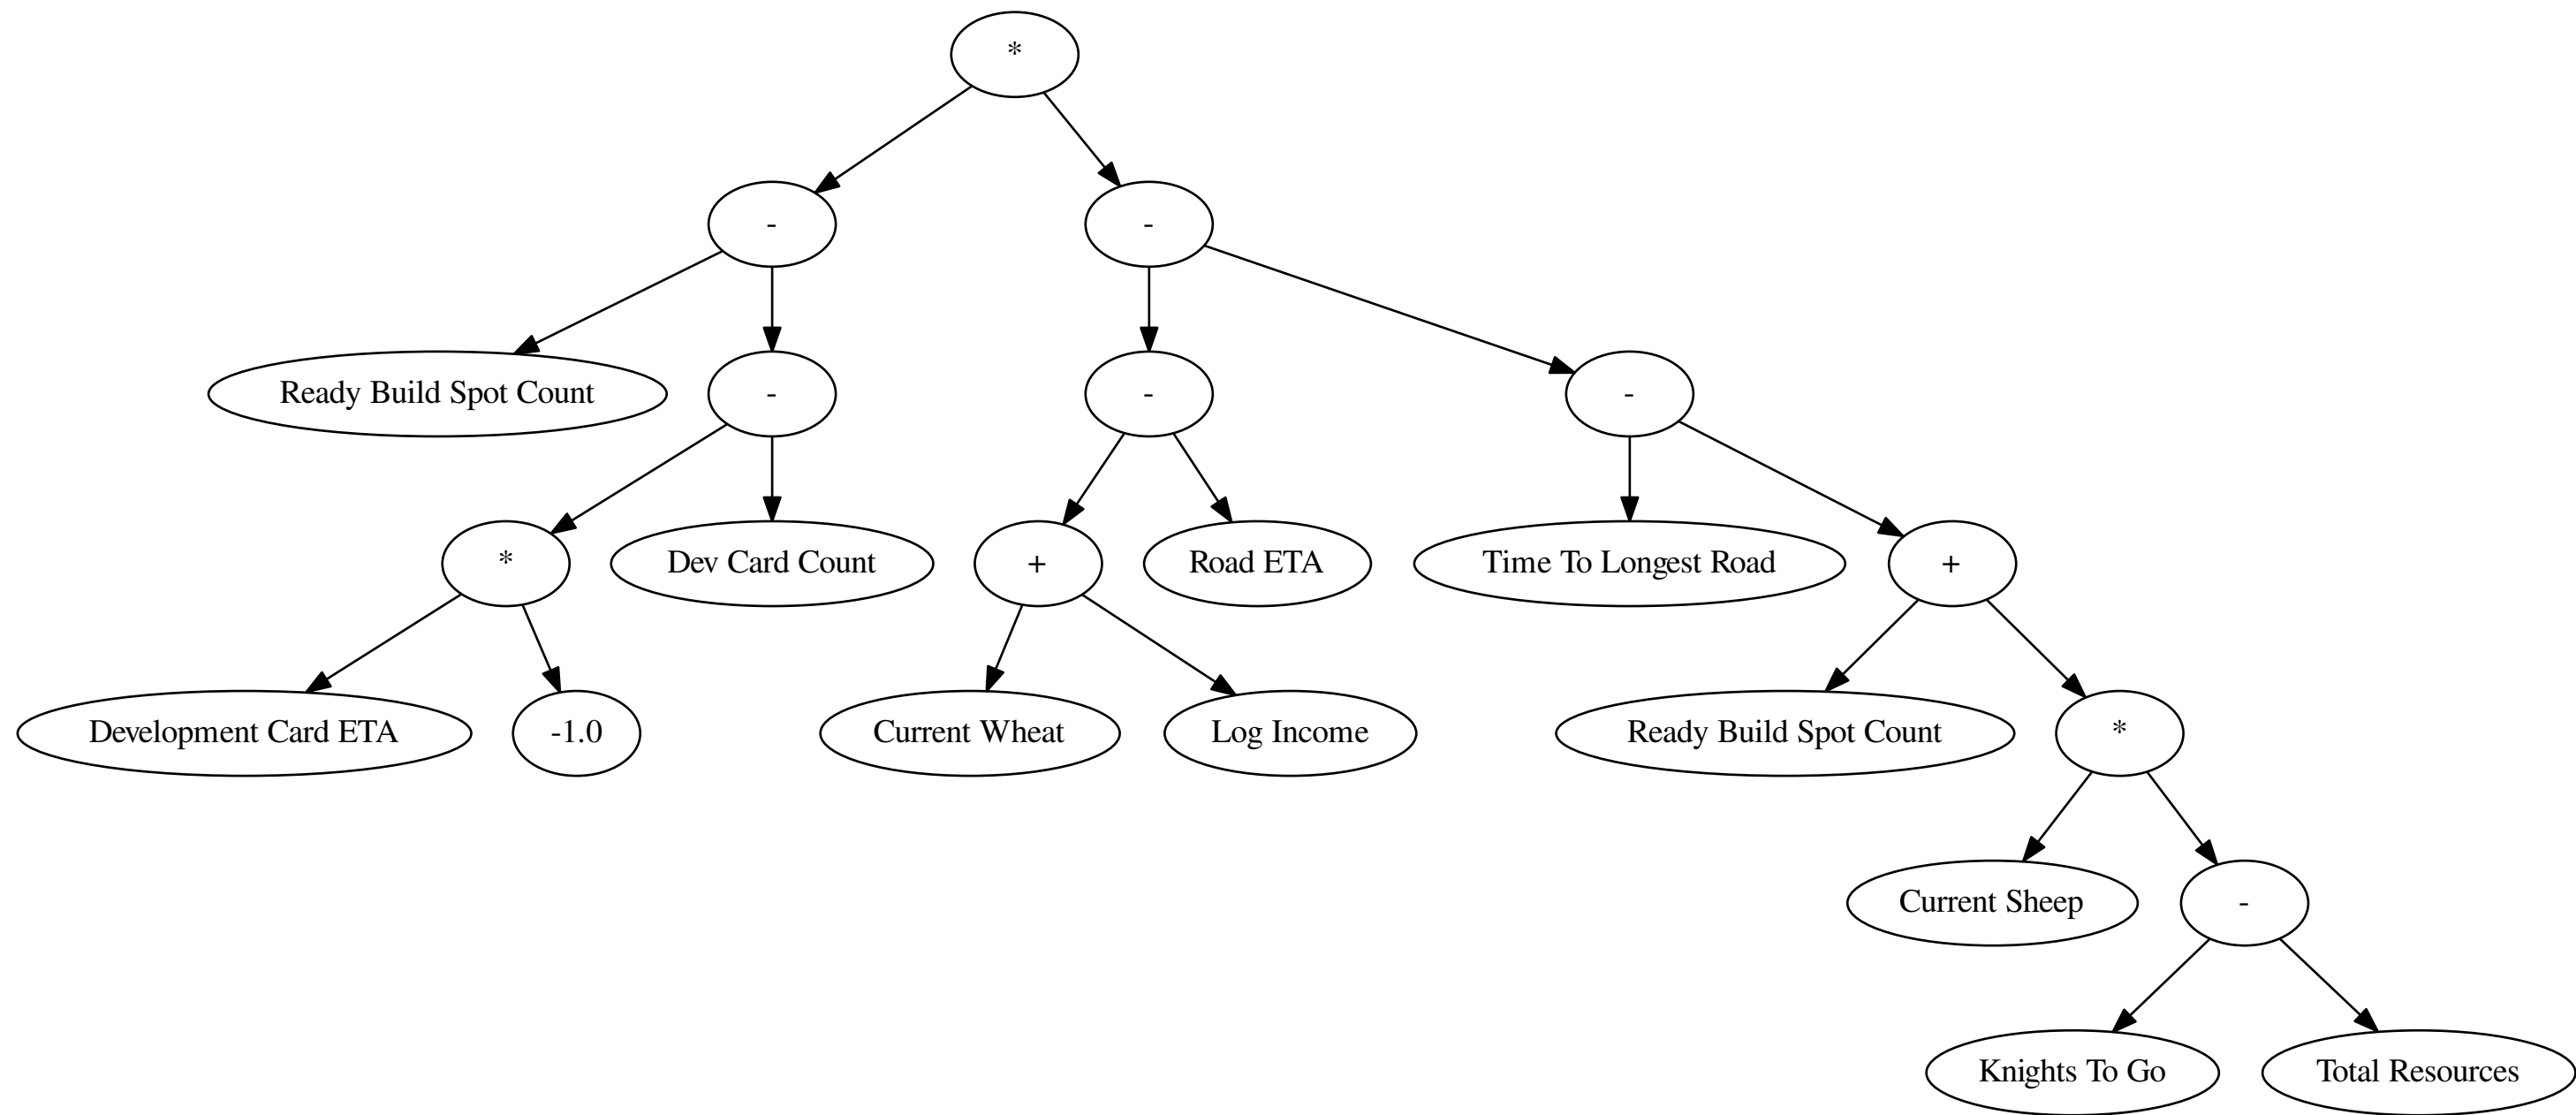 *
-
-
Ready Build Spot Count
-
-
-
*
Dev Card Count
+
Road ETA
Time To Longest Road
+
Development Card ETA
-1.0
Current Wheat
Log Income
Ready Build Spot Count
*
Current Sheep
-
Knights To Go
Total Resources